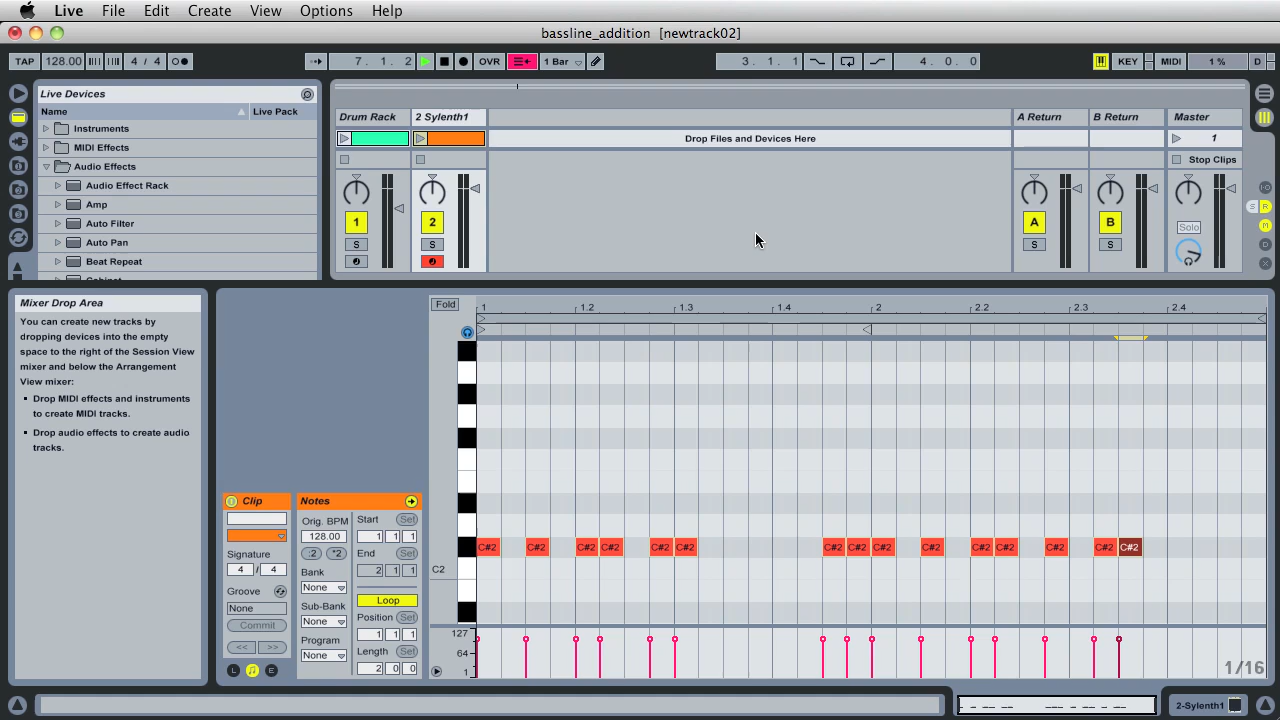 Live File Edit Create View Options Help
bassline_addition [newtrack02]
TAP 128.00 4 / 4 7. 1. 2 OVR 1 Bar 3. 1. 1 4. 0. 0 KEY MIDI 1 % D
Live Devices
Name Live Pack
Instruments
MIDI Effects
Audio Effects
Audio Effect Rack
Amp
Auto Filter
Auto Pan
Beat Repeat
Drum Rack 2 Sylenth1 A Return B Return Master
Drop Files and Devices Here 1
Stop Clips
1 2 A B Solo
S S S S
S R
M
D
X
Mixer Drop Area
You can create new tracks by
dropping devices into the empty
space to the right of the Session View
mixer and below the Arrangement
View mixer:
Drop MIDI effects and instruments
to create MIDI tracks.
Drop audio effects to create audio
tracks.
Clip
Signature
4 / 4
Groove
None
Commit
<< >>
L E
Notes
Orig. BPM
128.00
:2 *2
Bank
None
Sub-Bank
None
Program
None
Start Set
1 1 1
End Set
2 1 1
Loop
Position Set
1 1 1
Length Set
2 0 0
Fold 1 1.2 1.3 1.4 2 2.2 2.3 2.4
C#2 C#2 C#2 C#2 C#2 C#2 C#2 C#2 C#2 C#2 C#2 C#2 C#2 C#2 C#2
C2
127
64
1
1/16
2-Sylenth1